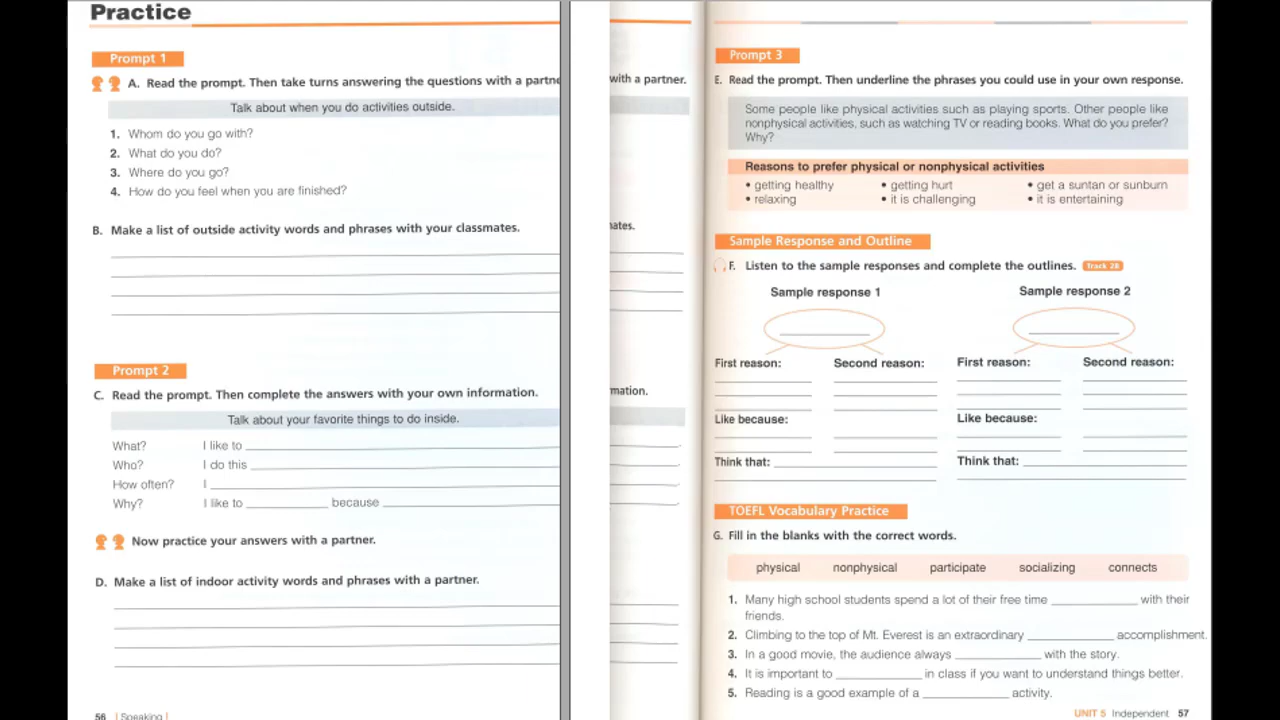 Practice
Prompt 1
A. Read the prompt. Then take turns answering the questions with a partne
Talk about when you do activities outside.
1. Whom do you go with?
2. What do you do?
3. Where do you go?
4. How do you feel when you are finished?
B. Make a list of outside activity words and phrases with your classmates.
Prompt 2
C. Read the prompt. Then complete the answers with your own information.
Talk about your favorite things to do inside.
What? I like to
Who? I do this
How often? I
Why? I like to because
Now practice your answers with a partner.
D. Make a list of indoor activity words and phrases with a partner.
56 | Speaking |
with a partner.
ates.
mation.
Prompt 3
E. Read the prompt. Then underline the phrases you could use in your own response.
Some people like physical activities such as playing sports. Other people like
nonphysical activities, such as watching TV or reading books. What do you prefer?
Why?
Reasons to prefer physical or nonphysical activities
• getting healthy • getting hurt • get a suntan or sunburn
• relaxing • it is challenging • it is entertaining
Sample Response and Outline
F. Listen to the sample responses and complete the outlines. Track 28
Sample response 1 Sample response 2
First reason: Second reason: First reason: Second reason:
Like because: Like because:
Think that: Think that:
TOEFL Vocabulary Practice
G. Fill in the blanks with the correct words.
physical nonphysical participate socializing connects
1. Many high school students spend a lot of their free time with their
friends.
2. Climbing to the top of Mt. Everest is an extraordinary accomplishment.
3. In a good movie, the audience always with the story.
4. It is important to in class if you want to understand things better.
5. Reading is a good example of a activity.
UNIT 5 Independent 57